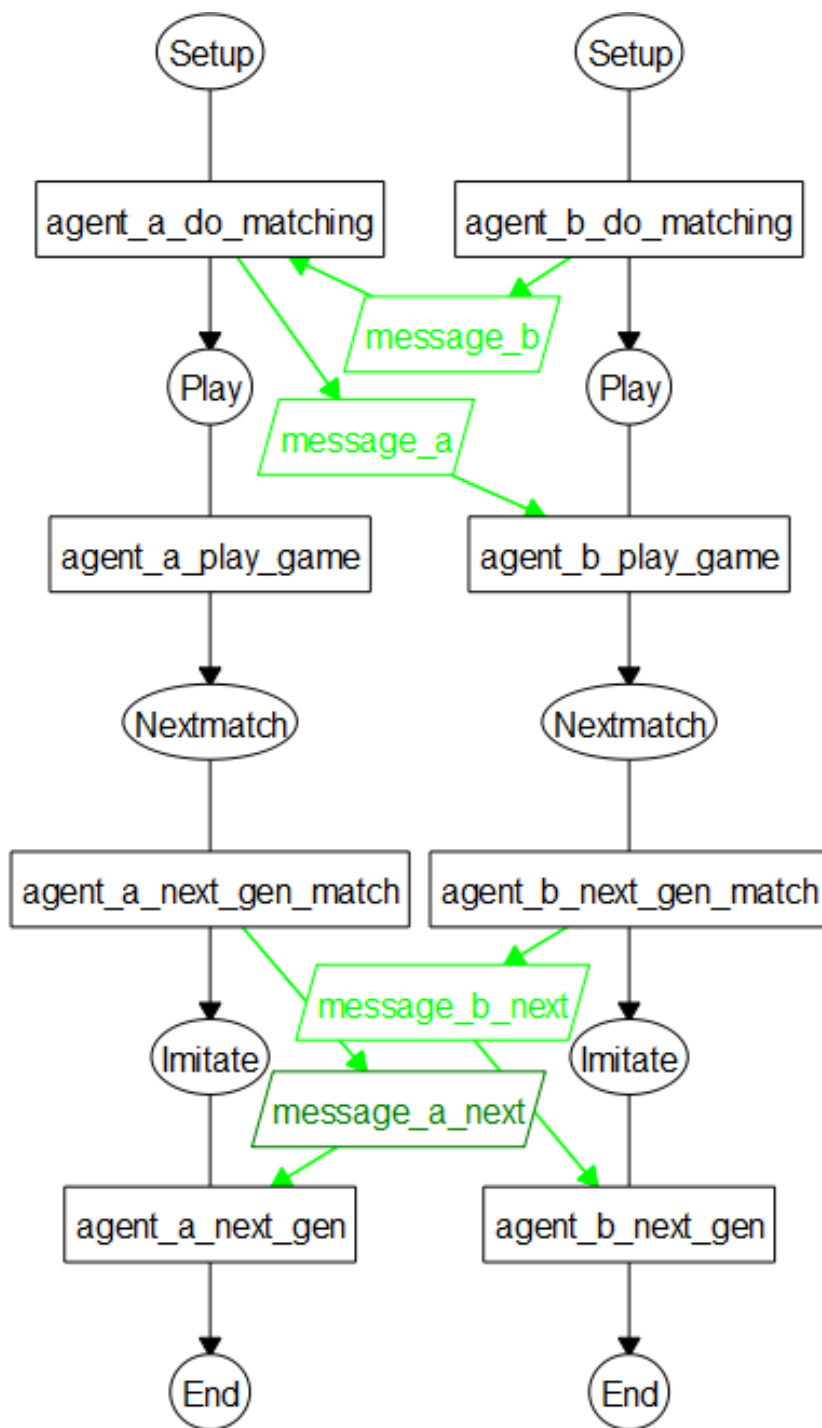 Setup
Setup
agent_a_do_matching
agent_b_do_matching
message_b
Play
Play
message_a
agent_a_play_game
agent_b_play_game
Nextmatch
Nextmatch
agent_a_next_gen_match
agent_b_next_gen_match
message_b_next
Imitate
Imitate
message_a_next
agent_a_next_gen
agent_b_next_gen
End
End